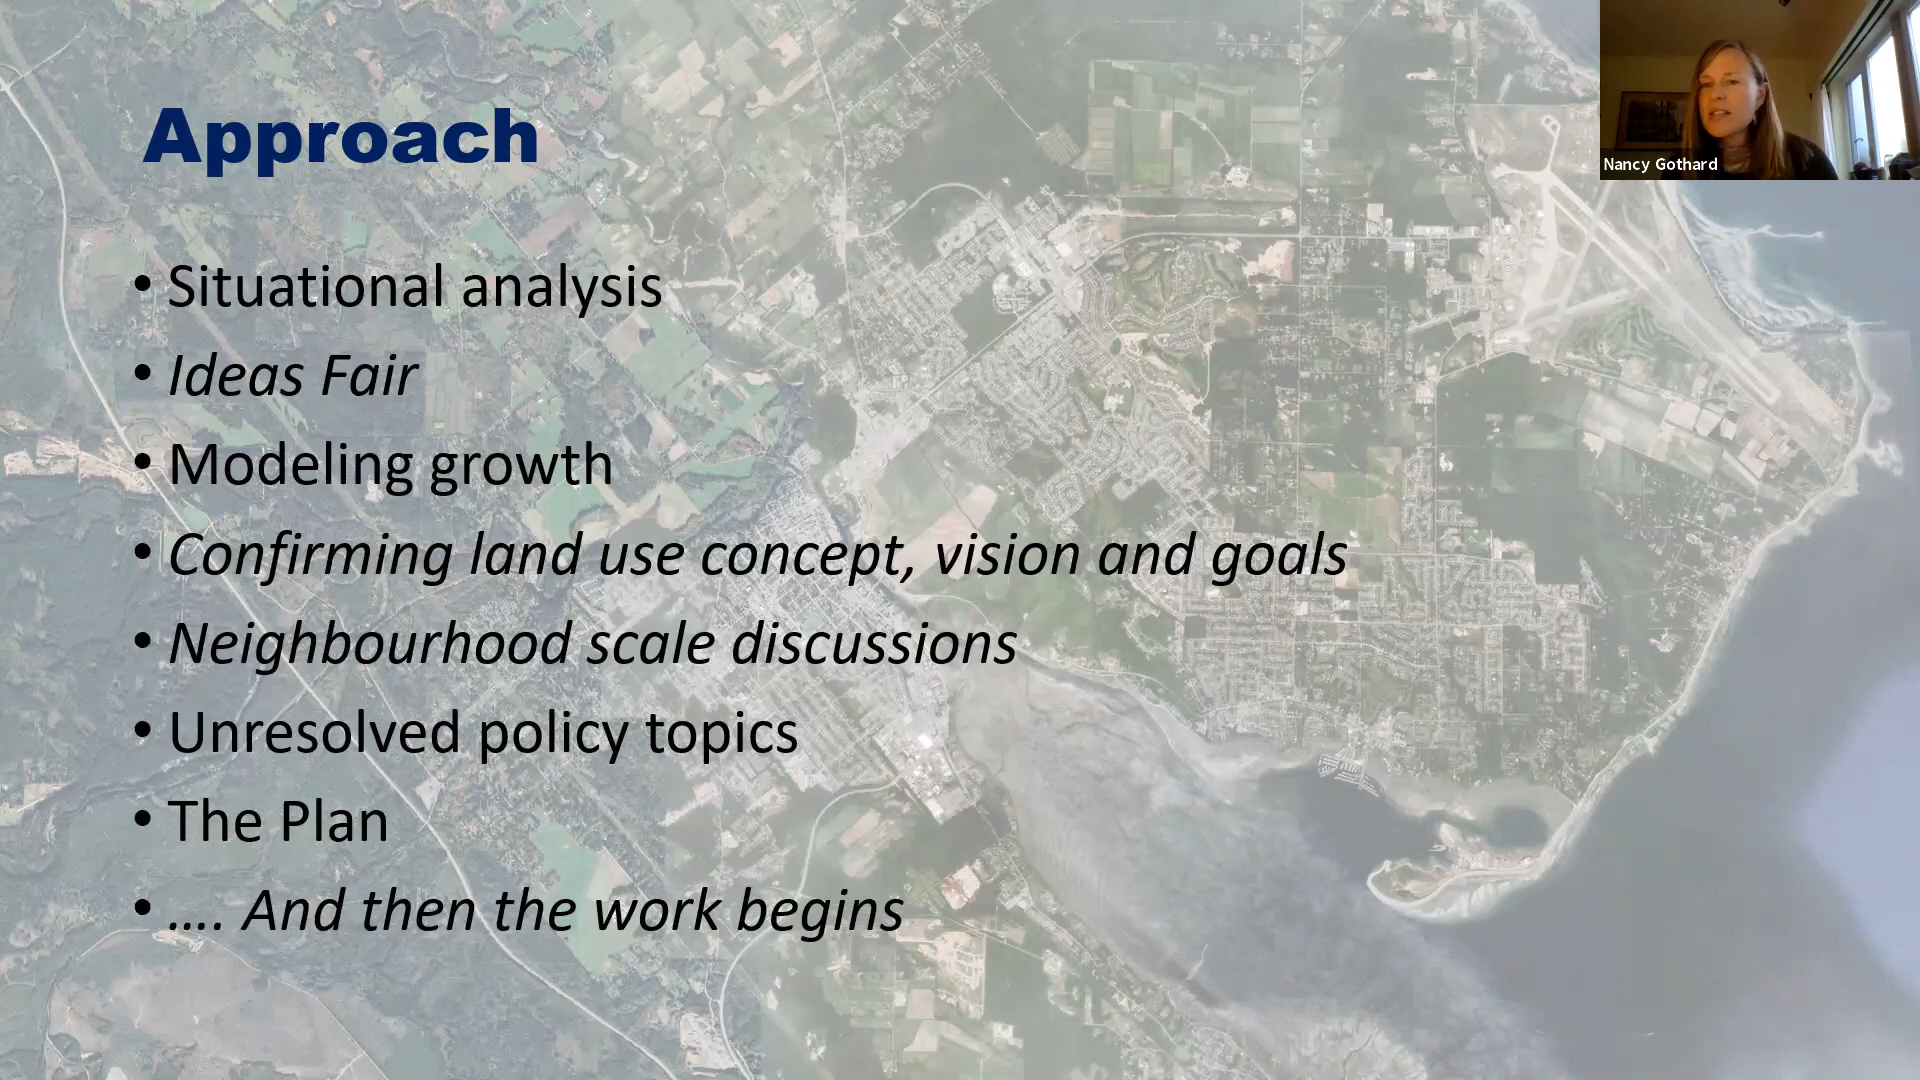 Approach
• Situational analysis
• Ideas Fair
• Modeling growth
• Confirming land use concept, vision and goals
• Neighbourhood scale discussions
• Unresolved policy topics
• The Plan
• .... And then the work begins
Nancy Gothard